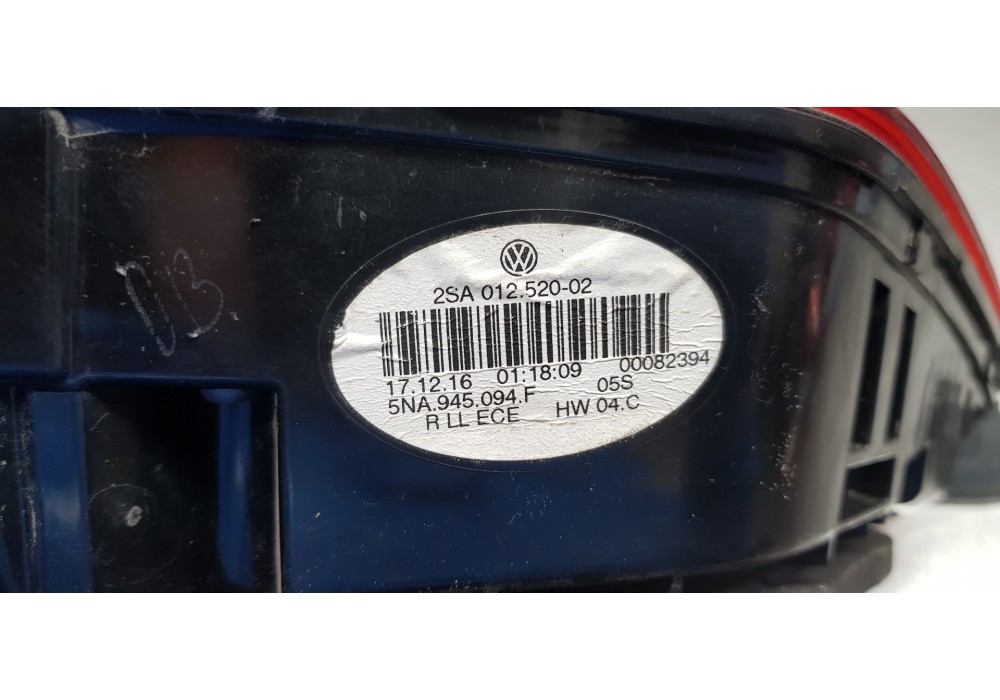 2SA 012.520-02
00082394
17.12.16 01:18:09 05S
5NA.945.094.F HW 04.C
R LL ECE